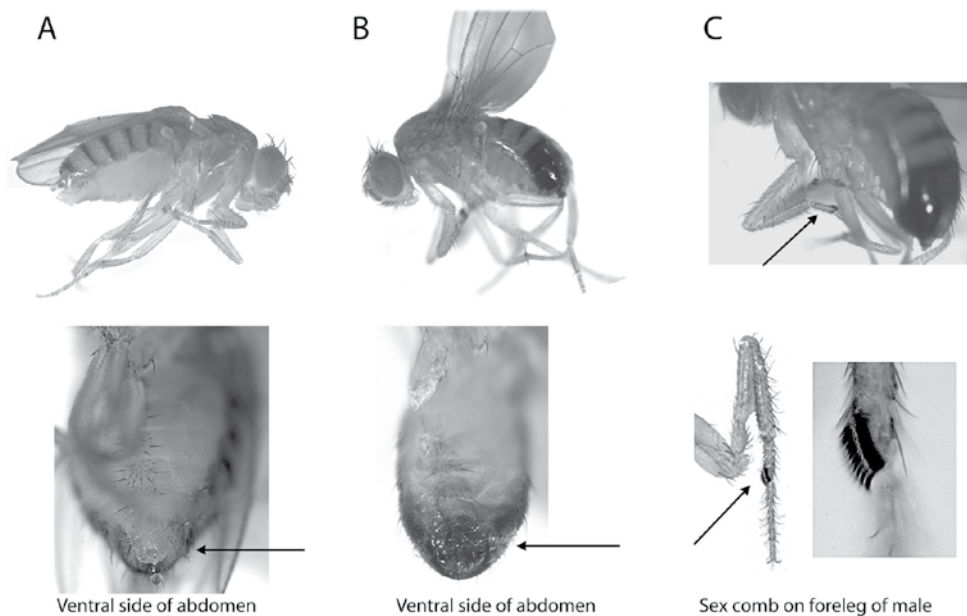 A
B
C
Ventral side of abdomen
Ventral side of abdomen
Sex comb on foreleg of male